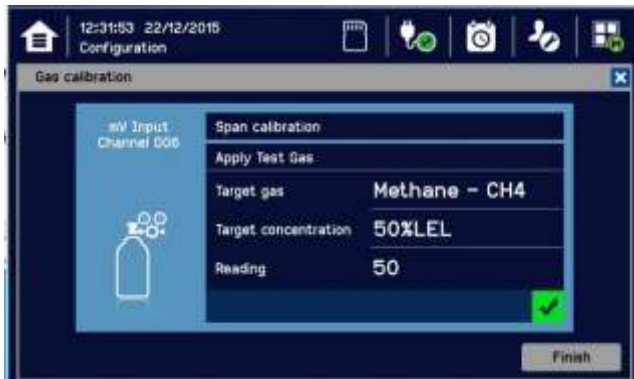 12:31:53 22/12/2015
Configuration
Gas calibration
mV Input
Channel 006
Span calibration
Apply Test Gas
Target gas Methane - CH4
Target concentration 50%LEL
Reading 50
Finish